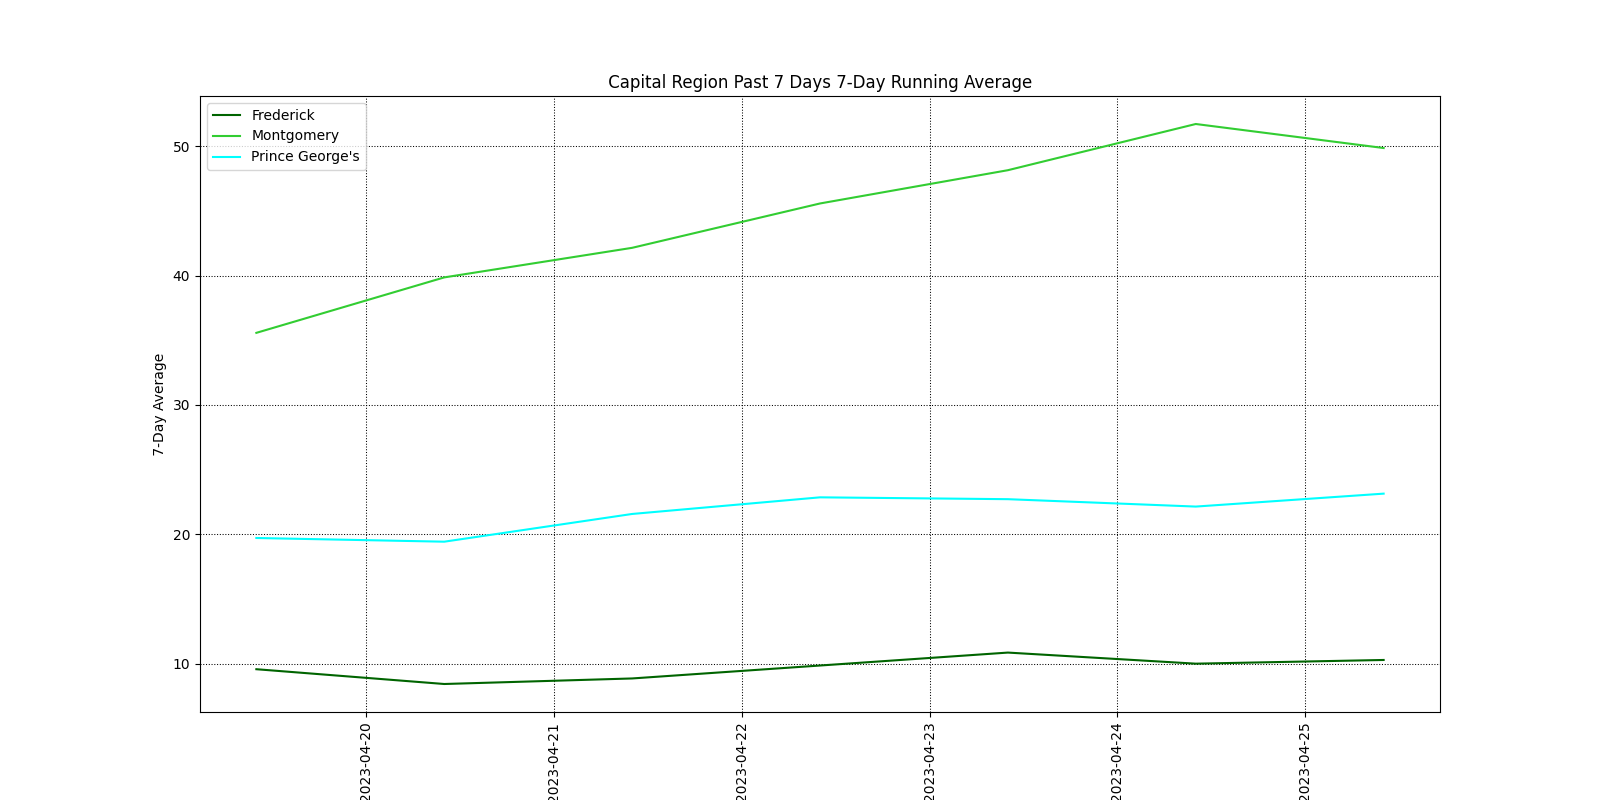 Capital Region Past 7 Days 7-Day Running Average
Frederick
Montgomery
Prince George's
50
40
30
20
10
7-Day Average
2023-04-20
2023-04-21
2023-04-22
2023-04-23
2023-04-24
2023-04-25